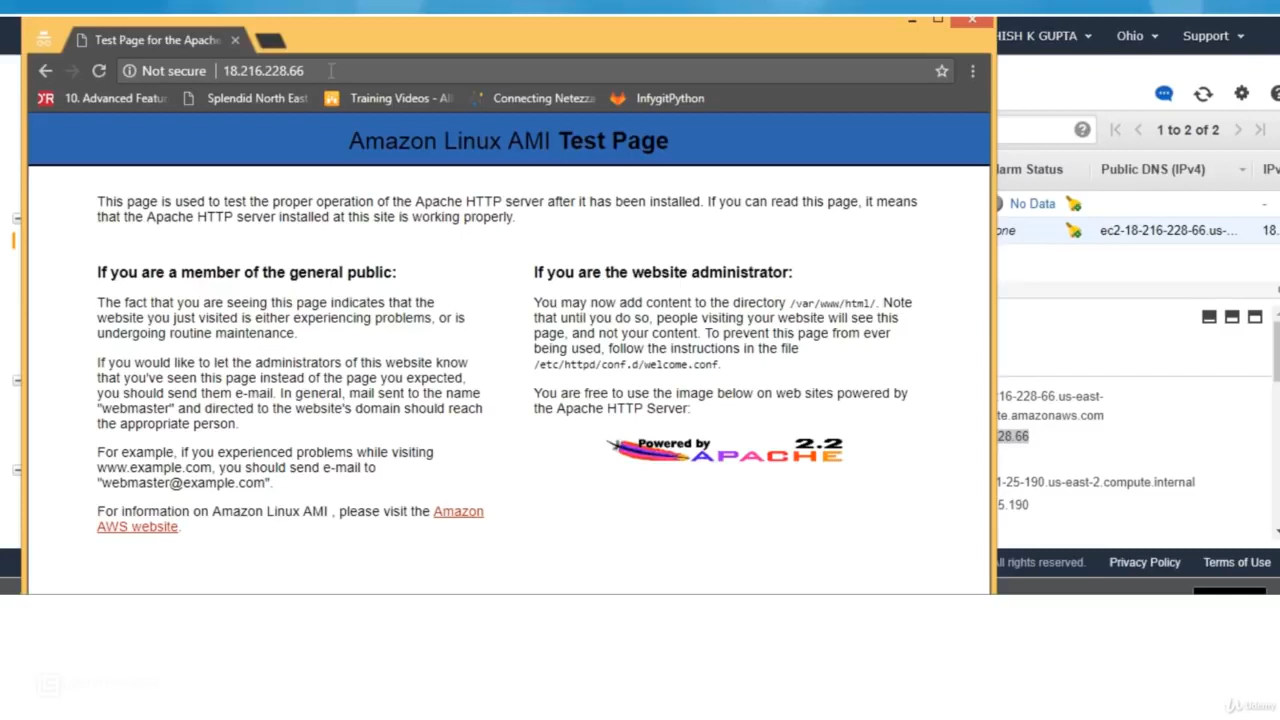 Test Page for the Apach
Not secure | 18.216.228.66
10. Advanced Featu
Splendid North East
Training Videos - Al
Connecting Netezza
InfygitPython
Amazon Linux AMI Test Page
This page is used to test the proper operation of the Apache HTTP server after it has been installed. If you can read this page, it means
that the Apache HTTP server installed at this site is working properly.
If you are a member of the general public:
The fact that you are seeing this page indicates that the
website you just visited is either experiencing problems, or is
undergoing routine maintenance.
If you would like to let the administrators of this website know
that you've seen this page instead of the page you expected,
you should send them e-mail. In general, mail sent to the name
"webmaster" and directed to the website's domain should reach
the appropriate person.
For example, if you experienced problems while visiting
www.example.com, you should send e-mail to
"webmaster@example.com".
For information on Amazon Linux AMI , please visit the Amazon
AWS website.
If you are the website administrator:
You may now add content to the directory /var/www/html/. Note
that until you do so, people visiting your website will see this
page, and not your content. To prevent this page from ever
being used, follow the instructions in the file
/etc/httpd/conf.d/welcome.conf.
You are free to use the image below on web sites powered by
the Apache HTTP Server:
Powered by
APACHE
2.2
HISH K GUPTA
Ohio
Support
1 to 2 of 2
larm Status
Public DNS (IPv4)
IPv
No Data
-
one
ec2-18-216-228-66.us-...
18.
16-228-66.us-east-
te.amazonaws.com
28.66
1-25-190.us-east-2.compute.internal
5.190
All rights reserved.
Privacy Policy
Terms of Use
Udemy